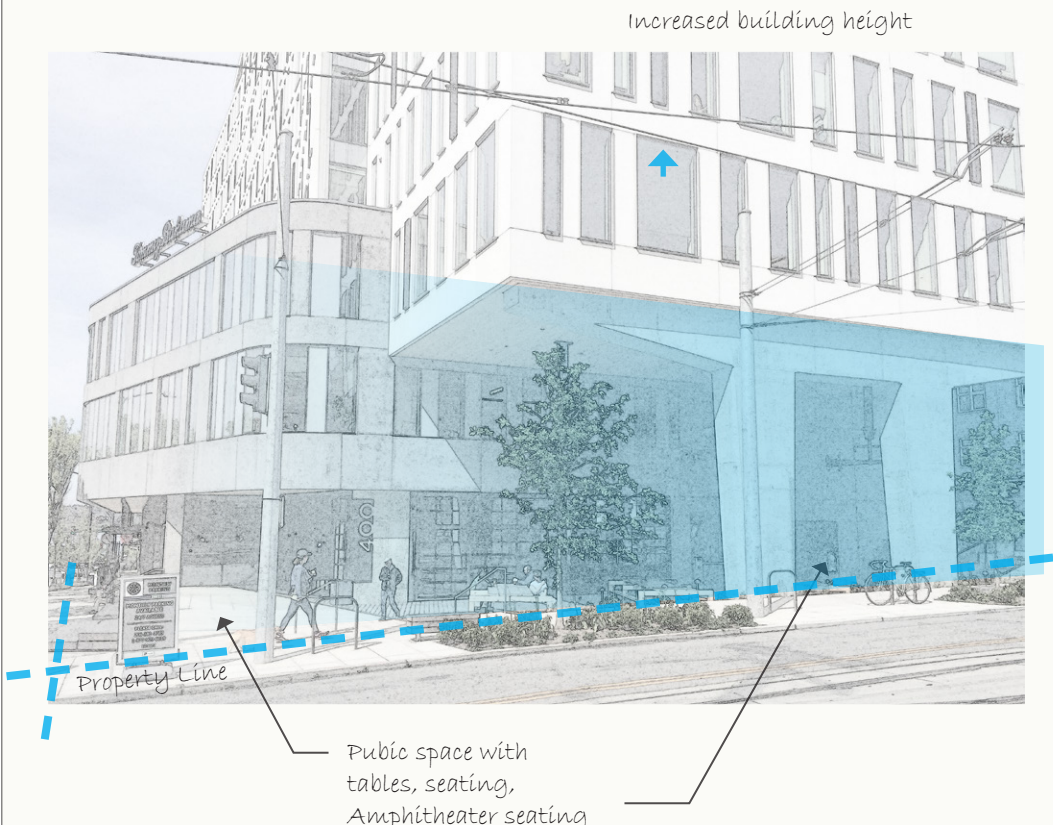 Increased building height
400
Property Line
Pubic space with
tables, seating,
Amphitheater seating